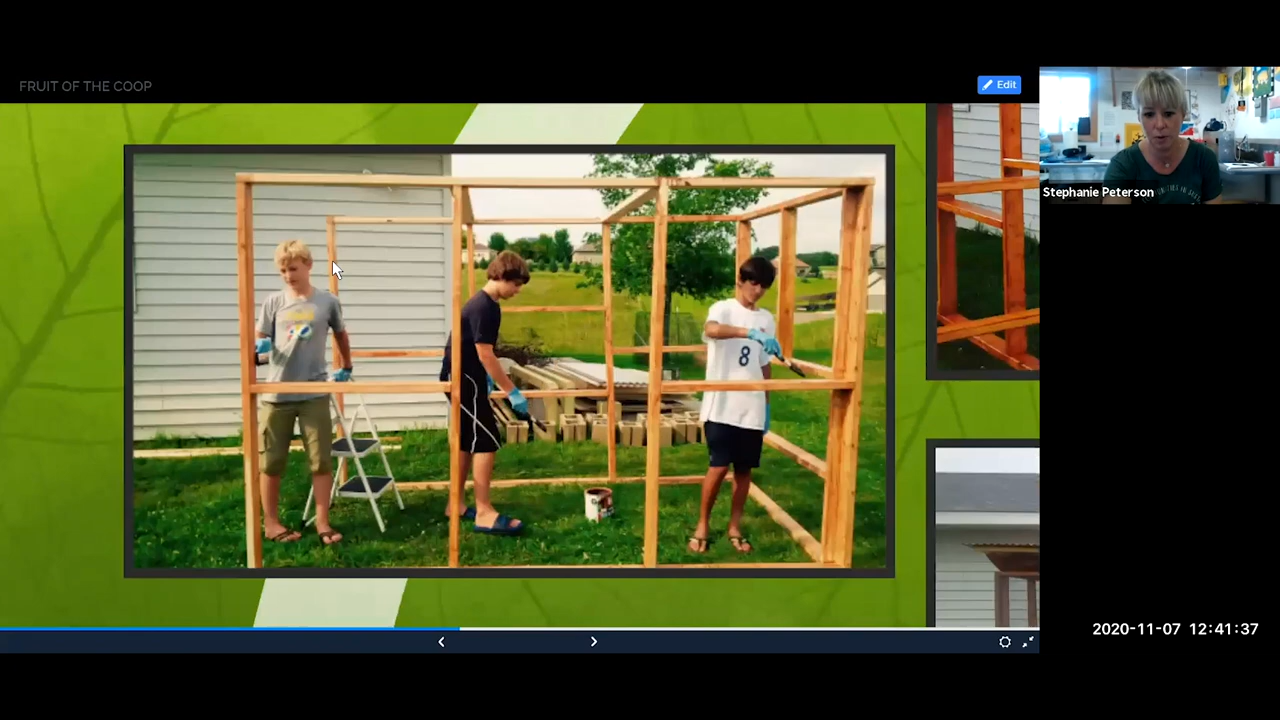 FRUIT OF THE COOP
Edit
Stephanie Peterson
8
2020-11-07 12:41:37